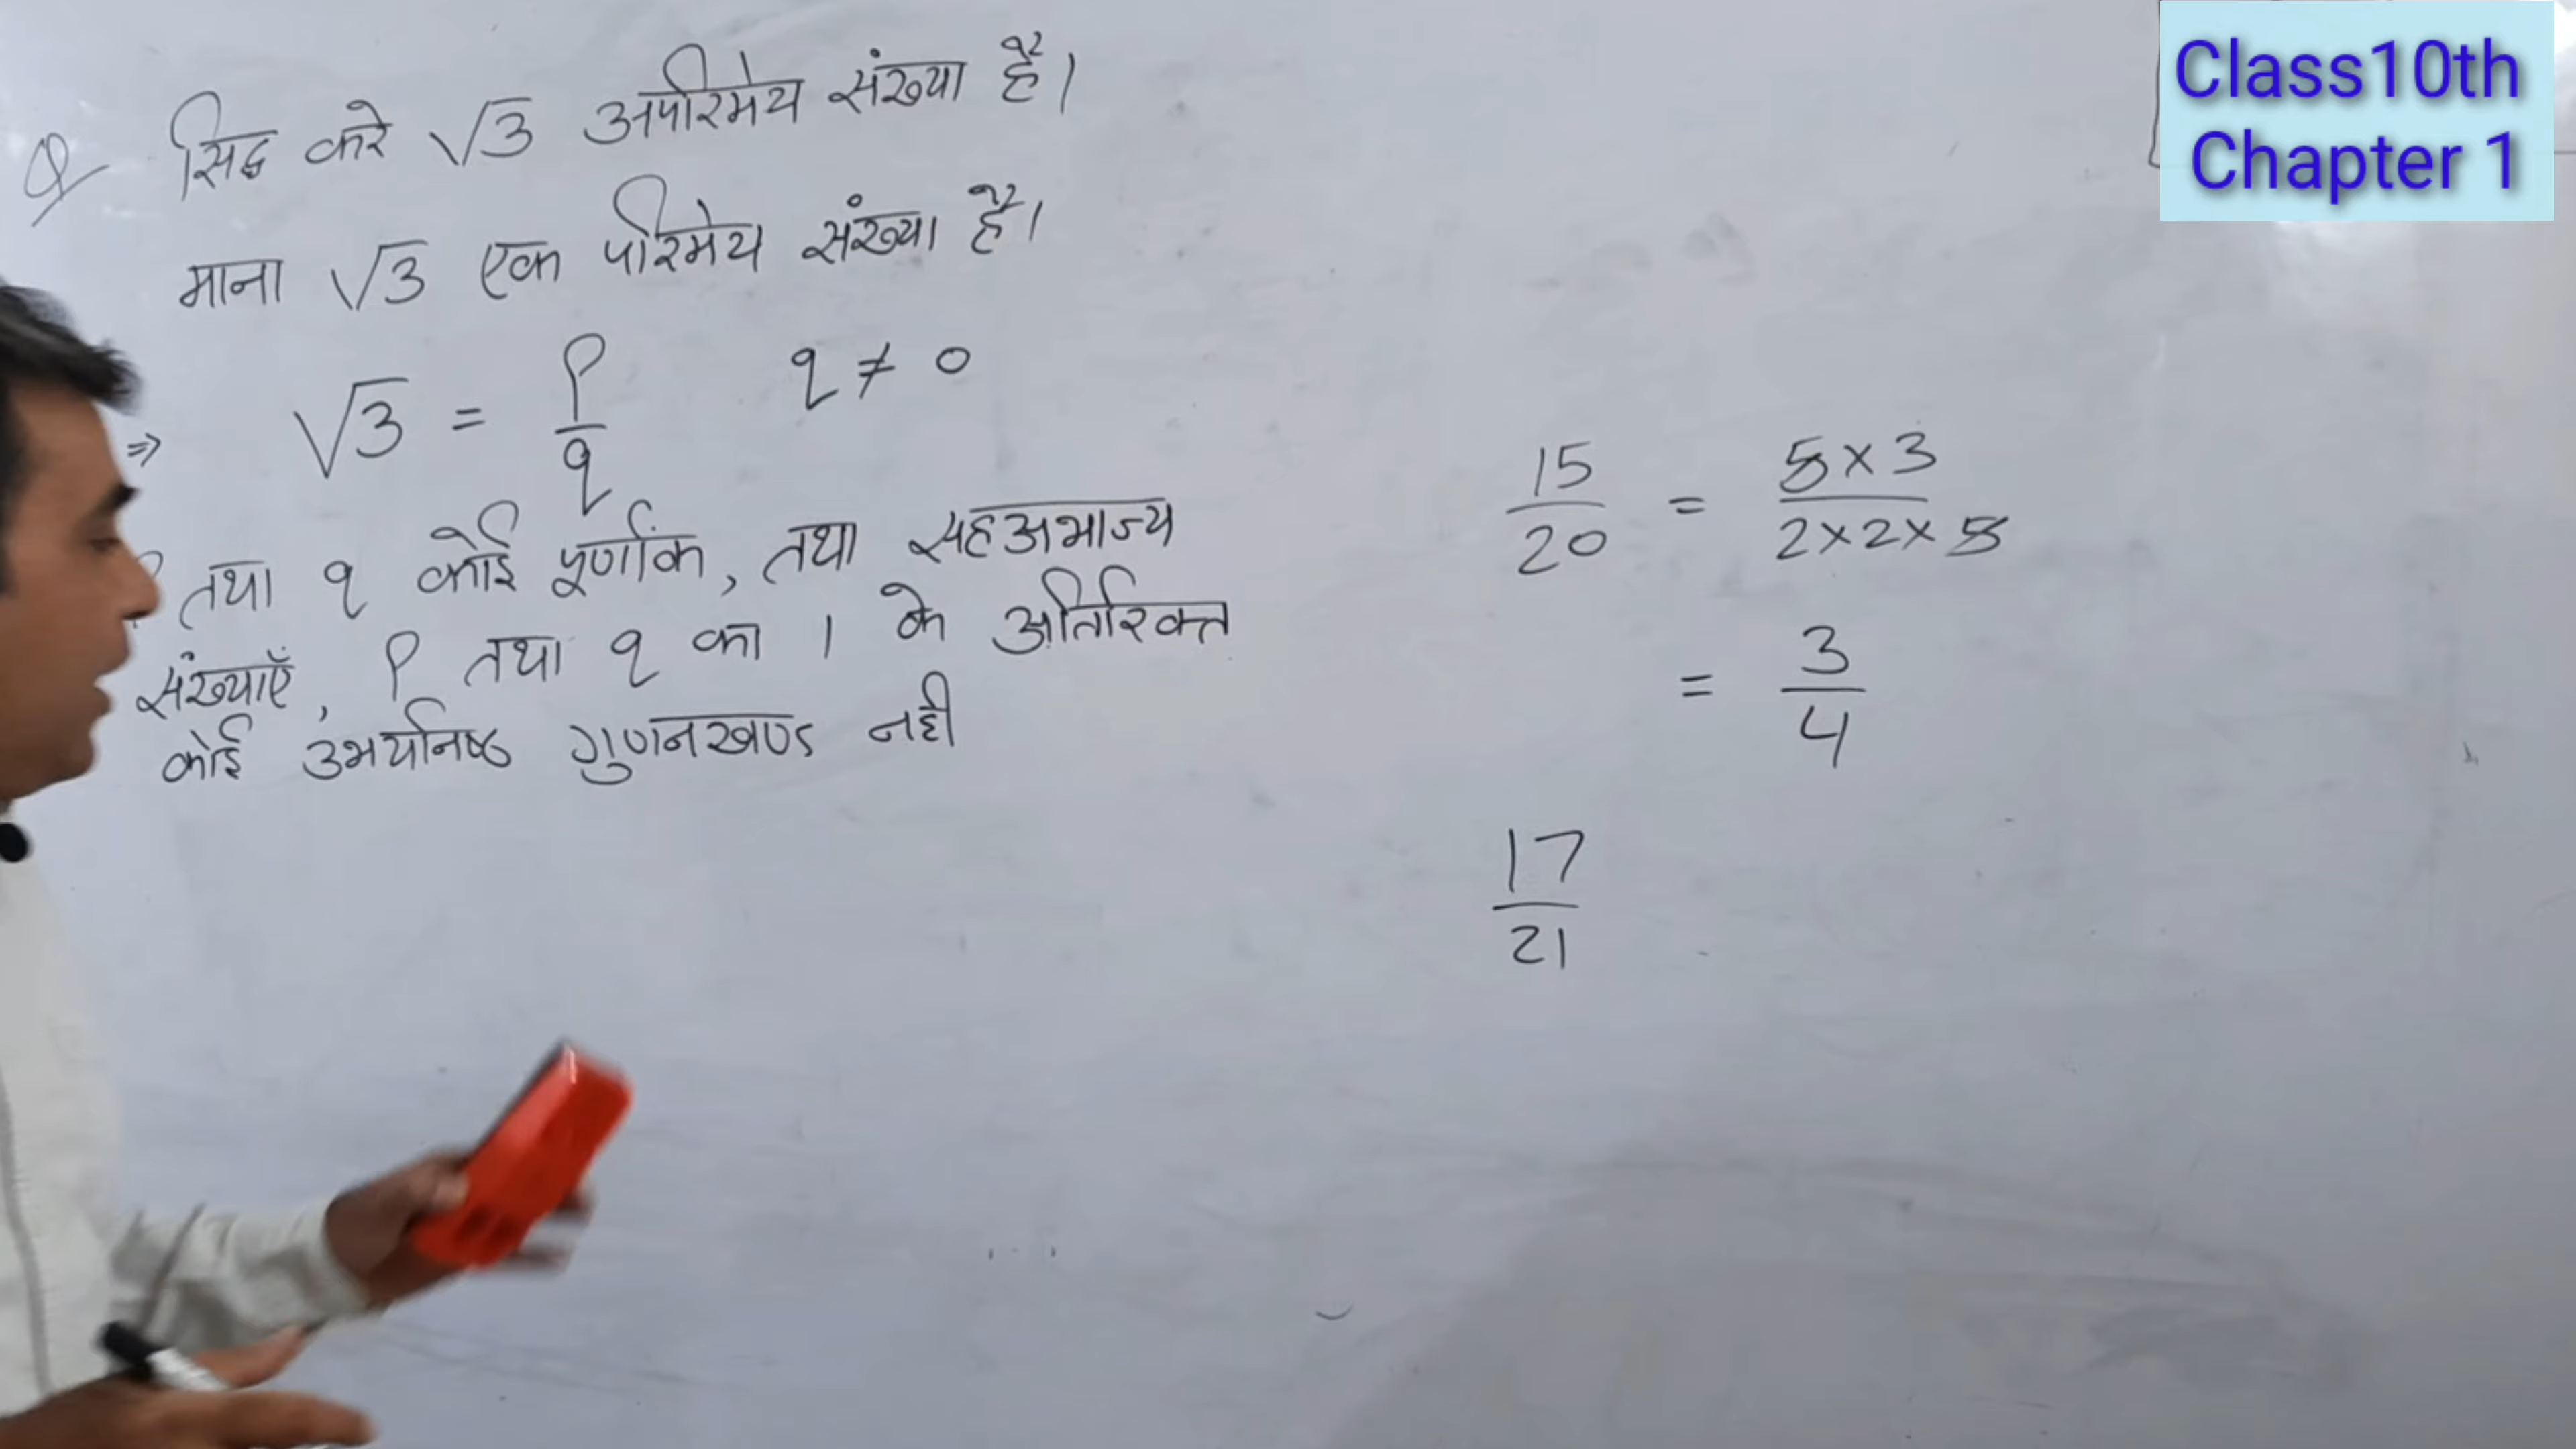 Q सिद्ध करे √3 अपरिमेय संख्या है।
माना √3 एक परिमेय संख्या है।
⇒ √3 = p/q q ≠ 0
तथा q कोई पूर्णांक, तथा सहअभाज्य
संख्याएँ, p तथा q का 1 के अतिरिक्त
कोई उभयनिष्ठ गुणनखण्ड नही
15/20 = 5×3/2×2×5
= 3/4
17/21
Class10th
Chapter 1